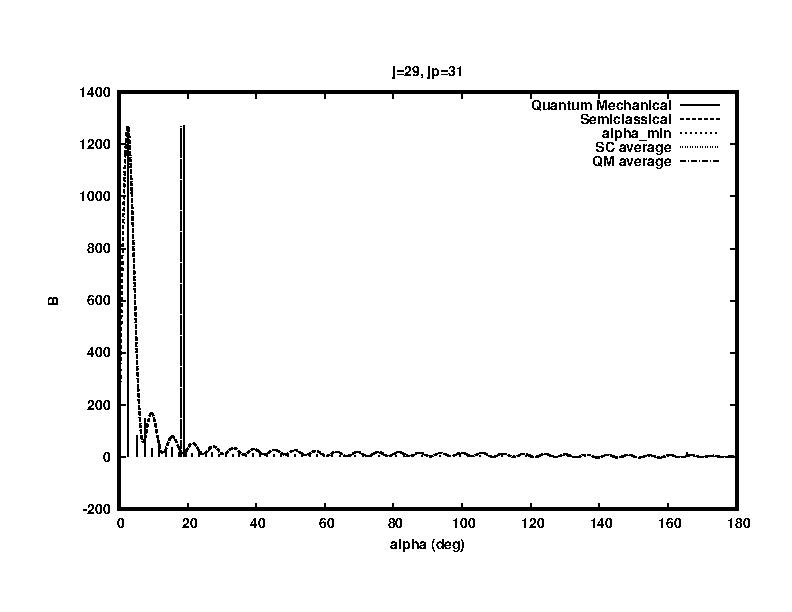 j=29, jp=31
1400
1200
1000
800
600
400
200
0
-200
B
Quantum Mechanical
Semiclassical
alpha_min
SC average
QM average
0 20 40 60 80 100 120 140 160 180
alpha (deg)